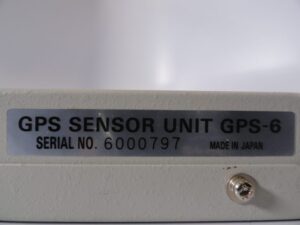 GPS SENSOR UNIT GPS-6
SERIAL NO. 6000797 MADE IN JAPAN